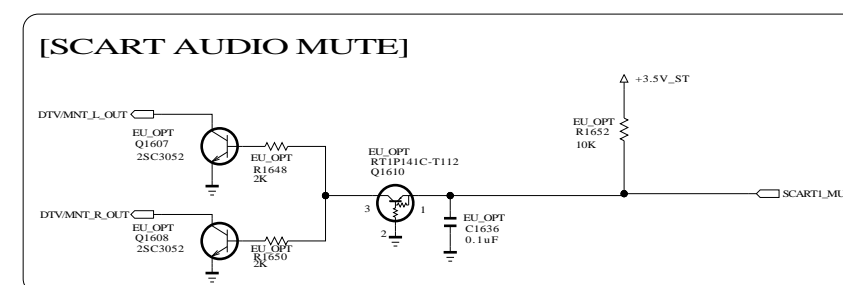 [SCART AUDIO MUTE]
+3.5V_ST
DTV/MNT_L_OUT
EU_OPT
Q1607
2SC3052
EU_OPT
R1648
2K
EU_OPT
RT1P141C-T112
Q1610
EU_OPT
R1652
10K
3
1
2
SCART1_MU
EU_OPT
C1636
0.1uF
DTV/MNT_R_OUT
EU_OPT
Q1608
2SC3052
EU_OPT
R1650
2K